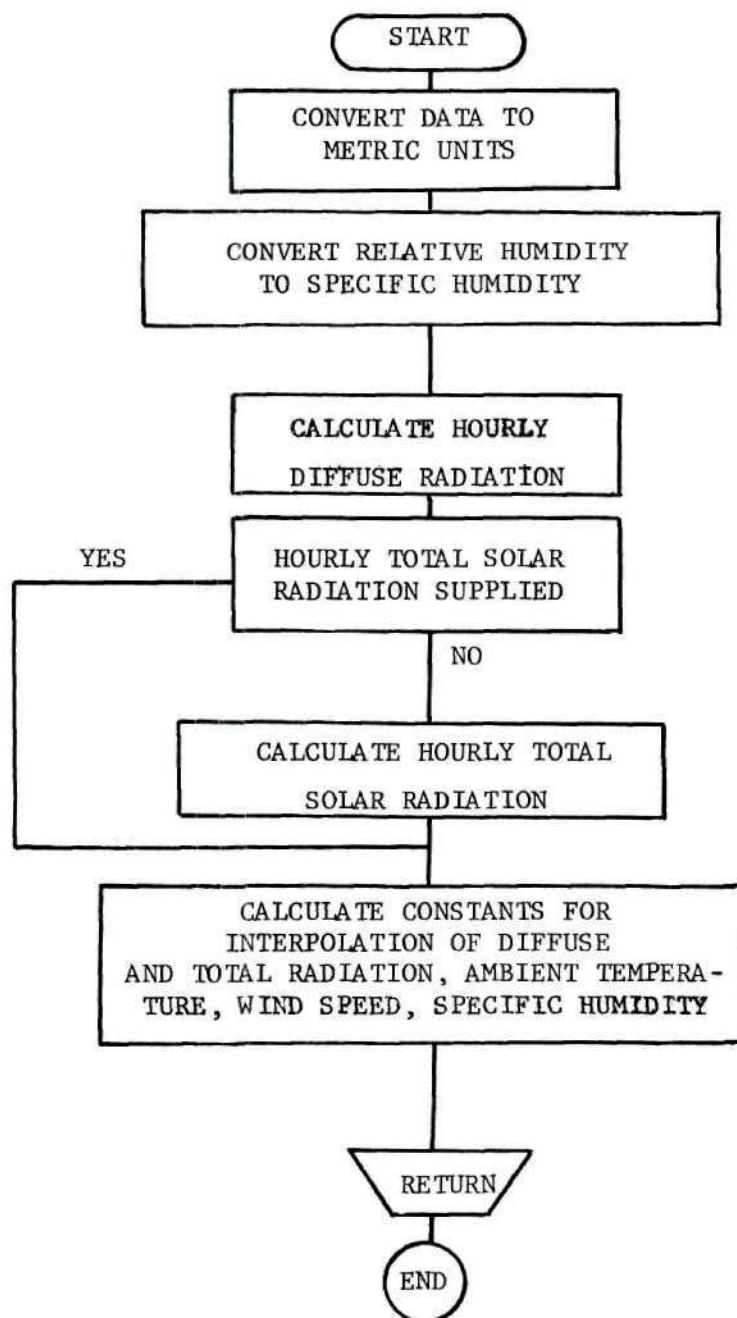 START
CONVERT DATA TO
METRIC UNITS
CONVERT RELATIVE HUMIDITY
TO SPECIFIC HUMIDITY
CALCULATE HOURLY
DIFFUSE RADIATION
YES
HOURLY TOTAL SOLAR
RADIATION SUPPLIED
NO
CALCULATE HOURLY TOTAL
SOLAR RADIATION
CALCULATE CONSTANTS FOR
INTERPOLATION OF DIFFUSE
AND TOTAL RADIATION, AMBIENT TEMPERA-
TURE, WIND SPEED, SPECIFIC HUMIDITY
RETURN
END